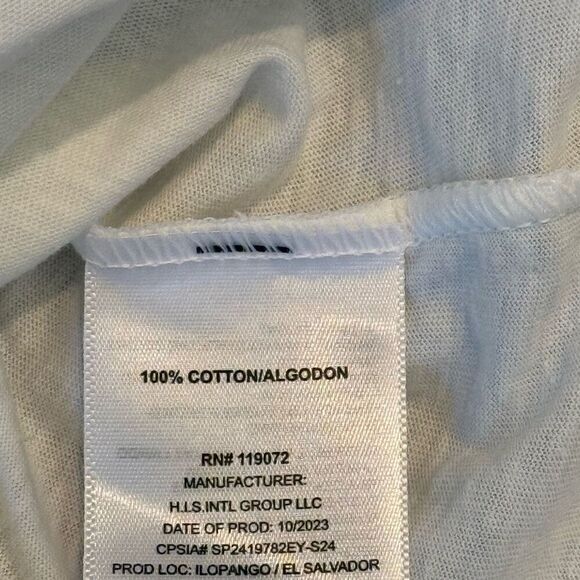 100% COTTON/ALGODON
RN# 119072
MANUFACTURER:
H.I.S.INTL GROUP LLC
DATE OF PROD: 10/2023
CPSIA# SP2419782EY-S24
PROD LOC: ILOPANGO / EL SALVADOR